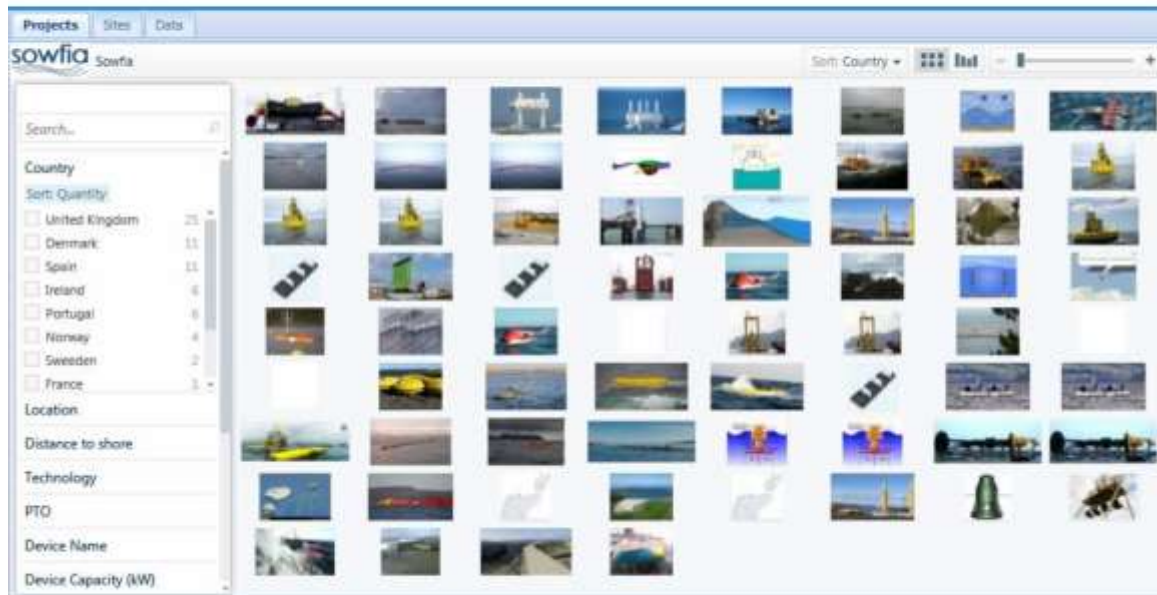 Projects Sites Data
sowfia Sowfia
Sort: Country
- +
Search...
Country
Sort: Quantity
United Kingdom 25
Denmark 11
Spain 11
Ireland 6
Portugal 6
Norway 4
Sweeden 2
France 1
Location
Distance to shore
Technology
PTO
Device Name
Device Capacity (kW)